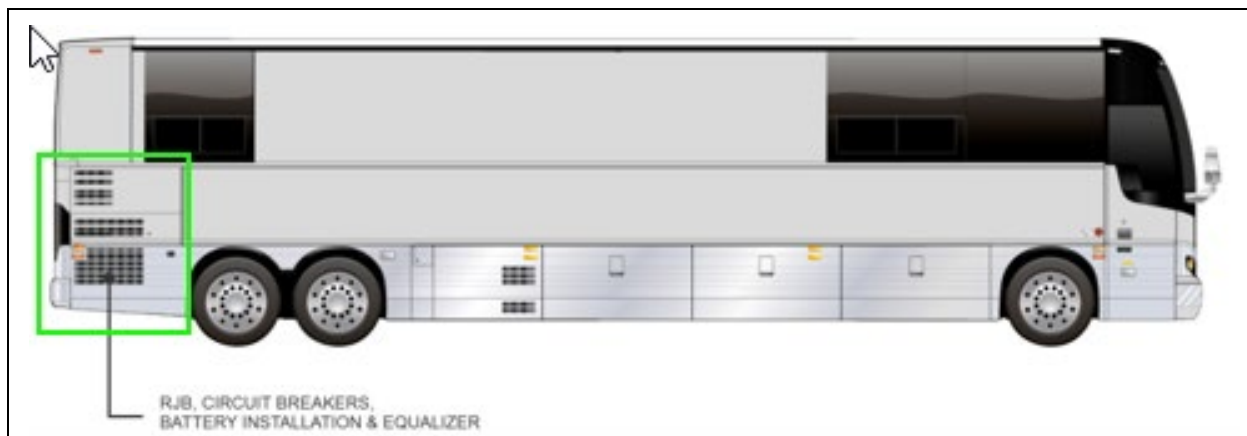 RJB, CIRCUIT BREAKERS,
BATTERY INSTALLATION & EQUALIZER